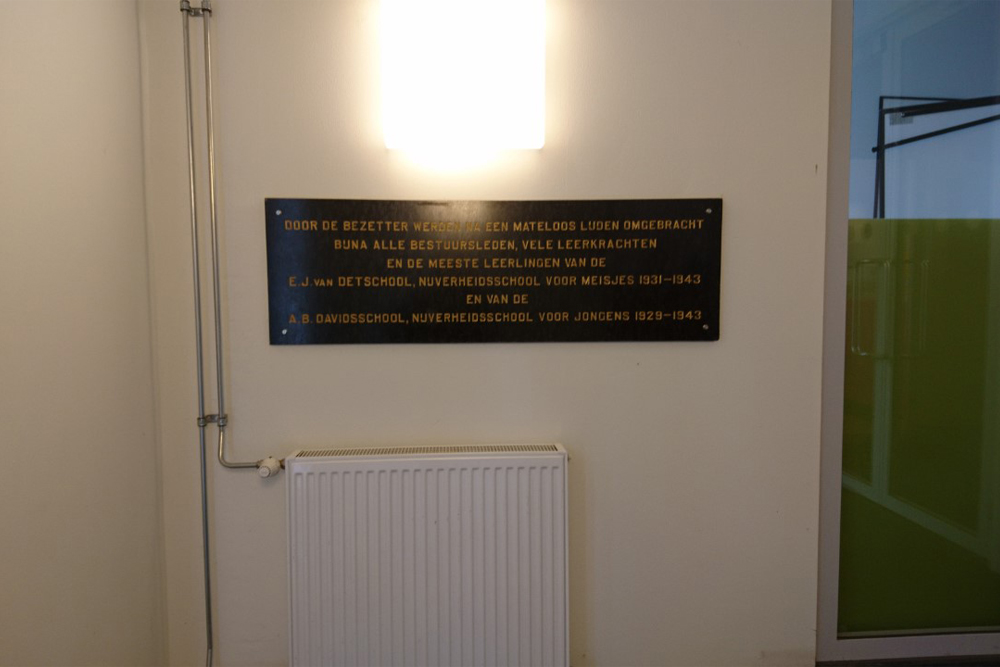 DOOR DE BEZETTER WERDEN NA EEN MATELOOS LIJDEN OMGEBRACHT
BIJNA ALLE BESTUURSLEDEN, VELE LEERKRACHTEN
EN DE MEESTE LEERLINGEN VAN DE
E.J. VAN DETSCHOOL, NIJVERHEIDSSCHOOL VOOR MEISJES 1931–1943
EN VAN DE
A.B. DAVIDSSCHOOL, NIJVERHEIDSSCHOOL VOOR JONGENS 1929–1943